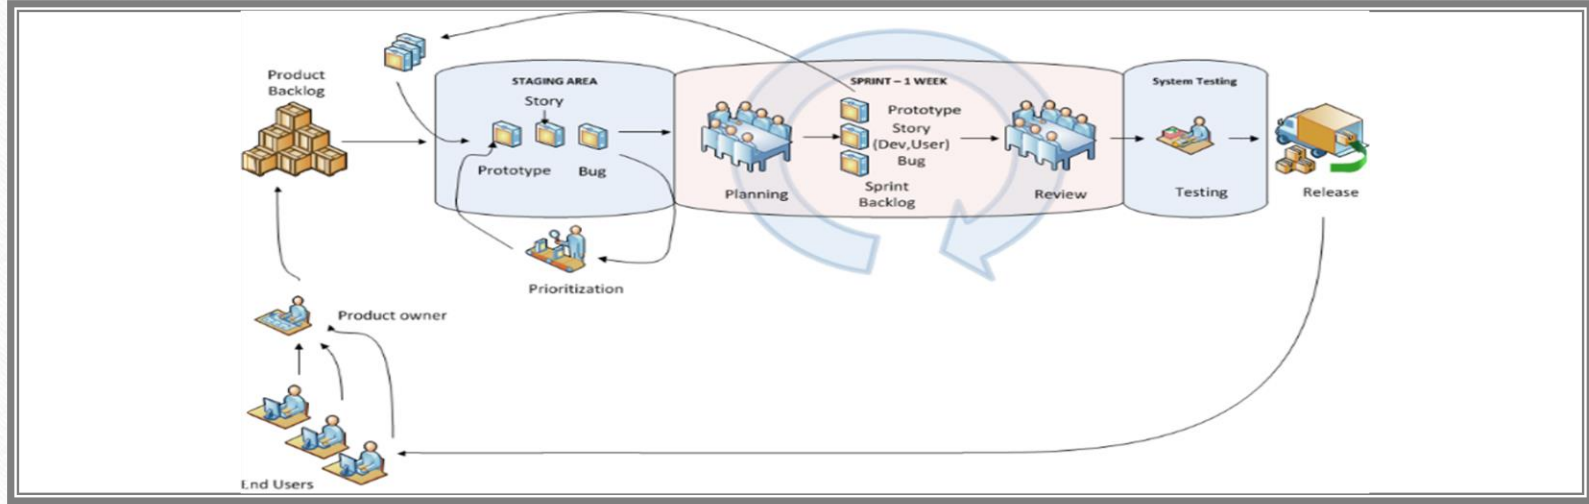 Product
Backlog
STAGING AREA
Story
Prototype
Bug
Prioritization
SPRINT – 1 WEEK
Planning
Prototype
Story
(Dev,User)
Bug
Sprint
Backlog
Review
System Testing
Testing
Release
Product owner
End Users